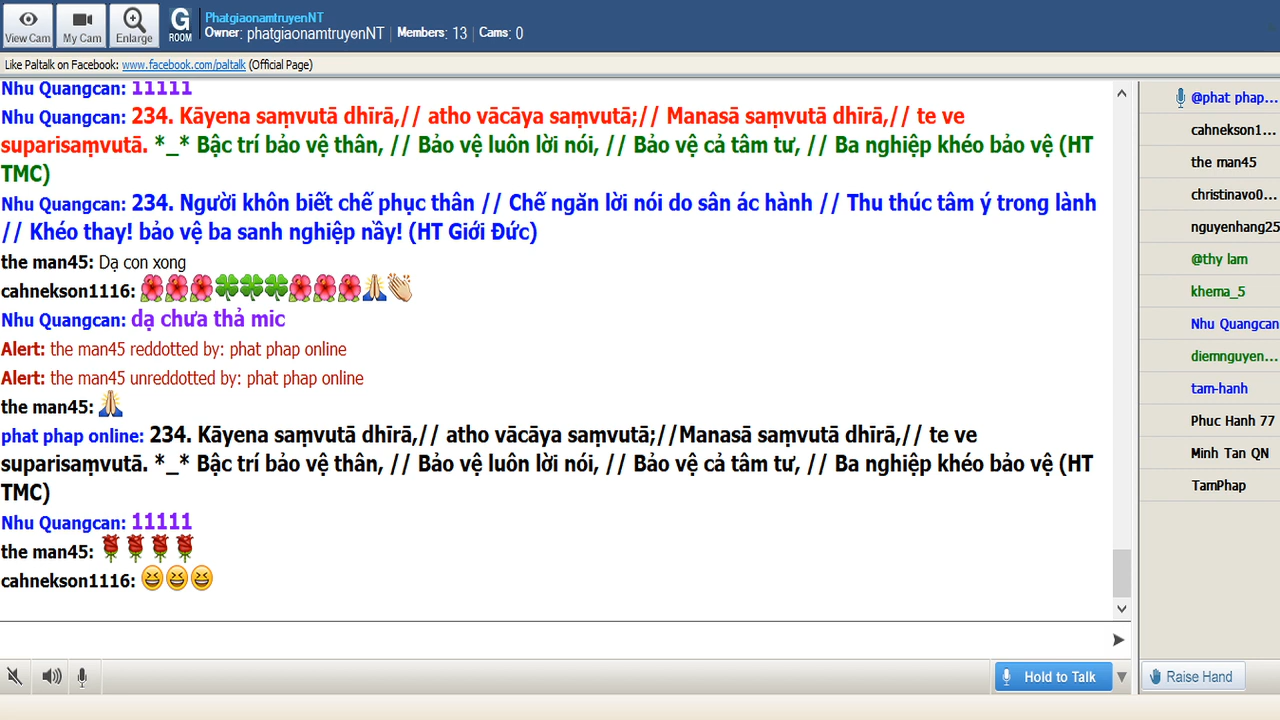 View Cam
My Cam
Enlarge
G
ROOM
PhatgiaonamtruyenNT
Owner: phatgiaonamtruyenNT | Members: 13 | Cams: 0
Like Paltalk on Facebook: www.facebook.com/paltalk (Official Page)
Nhu Quangcan: 11111
Nhu Quangcan: 234. Kāyena saṃvutā dhīrā,// atho vācāya saṃvutā;// Manasā saṃvutā dhīrā,// te ve
suparisaṃvutā. *_* Bậc trí bảo vệ thân, // Bảo vệ luôn lời nói, // Bảo vệ cả tâm tư, // Ba nghiệp khéo bảo vệ (HT
TMC)
Nhu Quangcan: 234. Người khôn biết chế phục thân // Chế ngăn lời nói do sân ác hành // Thu thúc tâm ý trong lành
// Khéo thay! bảo vệ ba sanh nghiệp nầy! (HT Giới Đức)
the man45: Dạ con xong
cahnekson1116: 🌺🌺🌺🍀🍀🍀🌺🌺🌺🙏👏
Nhu Quangcan: dạ chưa thả mic
Alert: the man45 reddotted by: phat phap online
Alert: the man45 unreddotted by: phat phap online
the man45: 🙏
phat phap online: 234. Kāyena saṃvutā dhīrā,// atho vācāya saṃvutā;//Manasā saṃvutā dhīrā,// te ve
suparisaṃvutā. *_* Bậc trí bảo vệ thân, // Bảo vệ luôn lời nói, // Bảo vệ cả tâm tư, // Ba nghiệp khéo bảo vệ (HT
TMC)
Nhu Quangcan: 11111
the man45: 🌹🌹🌹🌹
cahnekson1116: 😆😆😆
Hold to Talk
@phat phap...
cahnekson1...
the man45
christinavo0...
nguyenhang25
@thy lam
khema_5
Nhu Quangcan
diemnguyen...
tam-hanh
Phuc Hanh 77
Minh Tan QN
TamPhap
Raise Hand